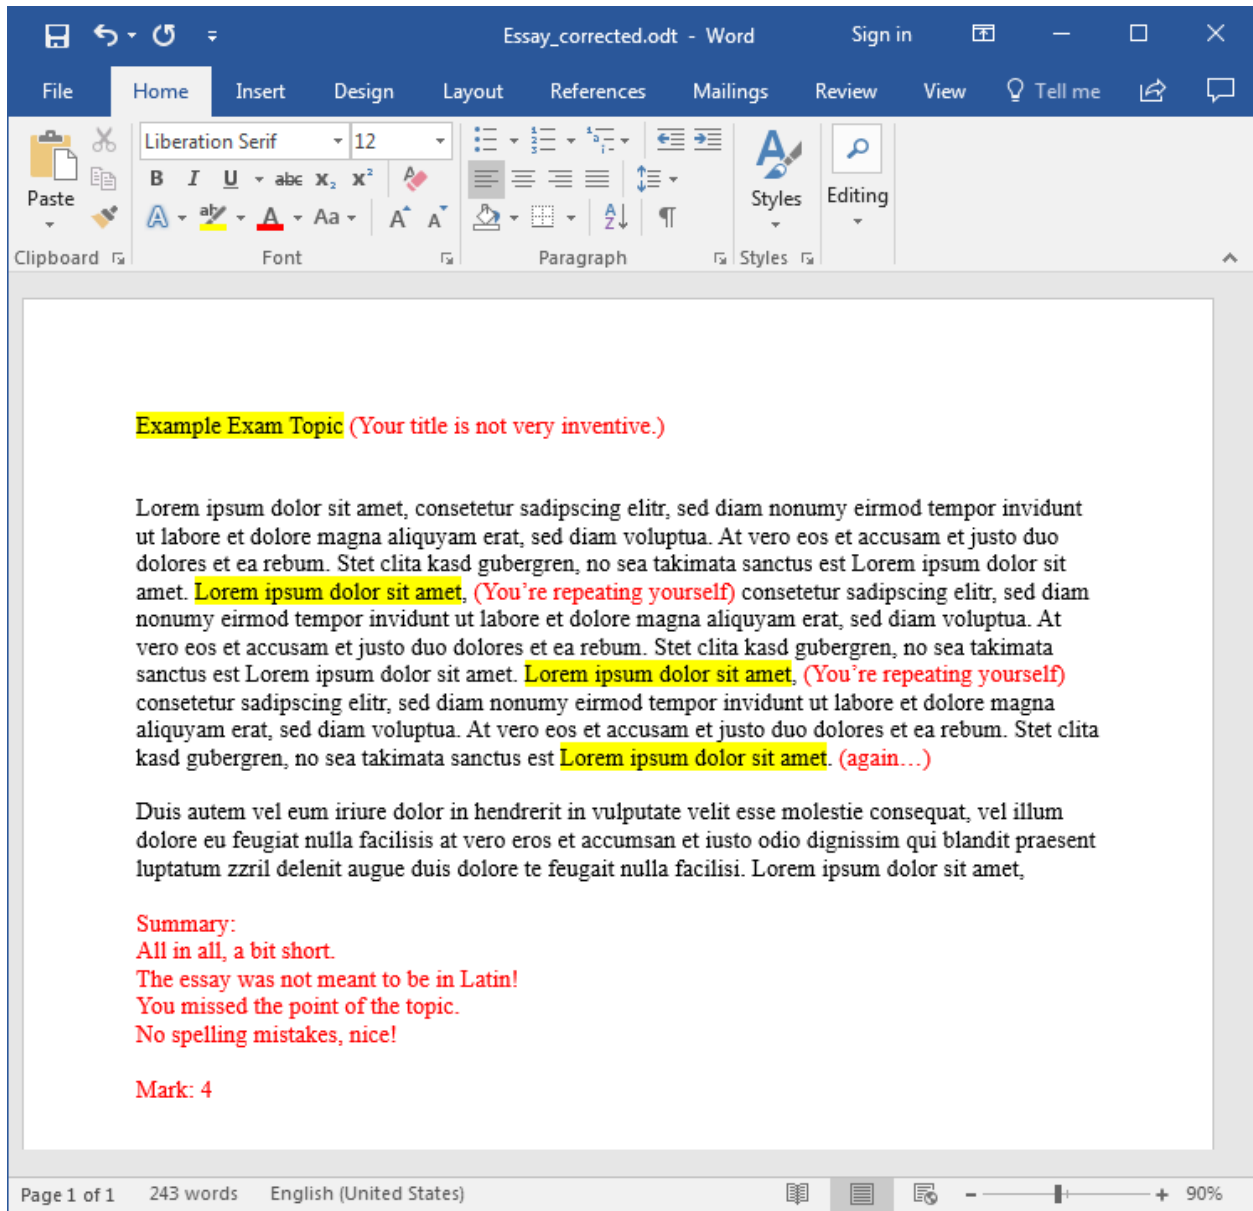 Essay_corrected.odt - Word Sign in
File Home Insert Design Layout References Mailings Review View Tell me
Liberation Serif 12
Paste
B I U abc X₂ X²
Styles Editing
A aby A Aa A A
Clipboard Font Paragraph Styles
Example Exam Topic (Your title is not very inventive.)
Lorem ipsum dolor sit amet, consetetur sadipscing elitr, sed diam nonumy eirmod tempor invidunt
ut labore et dolore magna aliquyam erat, sed diam voluptua. At vero eos et accusam et justo duo
dolores et ea rebum. Stet clita kasd gubergren, no sea takimata sanctus est Lorem ipsum dolor sit
amet. Lorem ipsum dolor sit amet, (You’re repeating yourself) consetetur sadipscing elitr, sed diam
nonumy eirmod tempor invidunt ut labore et dolore magna aliquyam erat, sed diam voluptua. At
vero eos et accusam et justo duo dolores et ea rebum. Stet clita kasd gubergren, no sea takimata
sanctus est Lorem ipsum dolor sit amet. Lorem ipsum dolor sit amet, (You’re repeating yourself)
consetetur sadipscing elitr, sed diam nonumy eirmod tempor invidunt ut labore et dolore magna
aliquyam erat, sed diam voluptua. At vero eos et accusam et justo duo dolores et ea rebum. Stet clita
kasd gubergren, no sea takimata sanctus est Lorem ipsum dolor sit amet. (again…)
Duis autem vel eum iriure dolor in hendrerit in vulputate velit esse molestie consequat, vel illum
dolore eu feugiat nulla facilisis at vero eros et accumsan et iusto odio dignissim qui blandit praesent
luptatum zzril delenit augue duis dolore te feugait nulla facilisi. Lorem ipsum dolor sit amet,
Summary:
All in all, a bit short.
The essay was not meant to be in Latin!
You missed the point of the topic.
No spelling mistakes, nice!
Mark: 4
Page 1 of 1 243 words English (United States) 90%